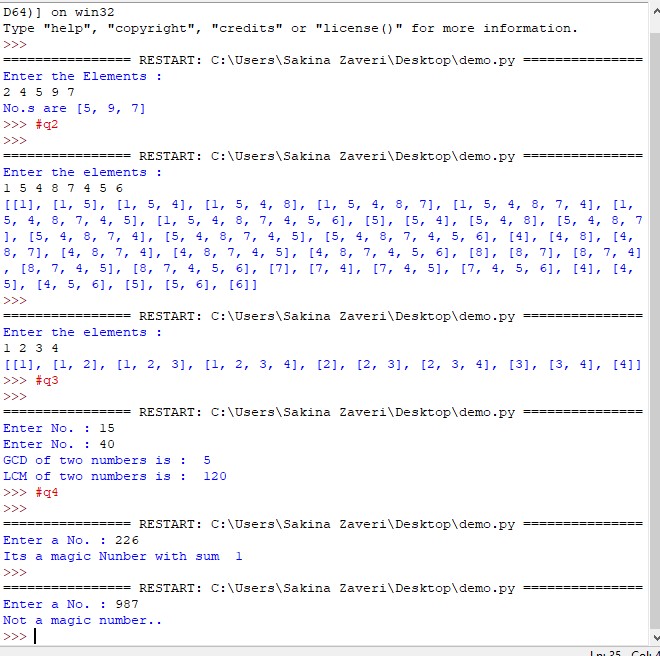 D64)] on win32
Type "help", "copyright", "credits" or "license()" for more information.
>>>
================ RESTART: C:\Users\Sakina Zaveri\Desktop\demo.py ===============
Enter the Elements :
2 4 5 9 7
No.s are [5, 9, 7]
>>> #q2
>>>
================ RESTART: C:\Users\Sakina Zaveri\Desktop\demo.py ===============
Enter the elements :
1 5 4 8 7 4 5 6
[[1], [1, 5], [1, 5, 4], [1, 5, 4, 8], [1, 5, 4, 8, 7], [1, 5, 4, 8, 7, 4], [1,
5, 4, 8, 7, 4, 5], [1, 5, 4, 8, 7, 4, 5, 6], [5], [5, 4], [5, 4, 8], [5, 4, 8, 7
], [5, 4, 8, 7, 4], [5, 4, 8, 7, 4, 5], [5, 4, 8, 7, 4, 5, 6], [4], [4, 8], [4,
8, 7], [4, 8, 7, 4], [4, 8, 7, 4, 5], [4, 8, 7, 4, 5, 6], [8], [8, 7], [8, 7, 4]
, [8, 7, 4, 5], [8, 7, 4, 5, 6], [7], [7, 4], [7, 4, 5], [7, 4, 5, 6], [4], [4,
5], [4, 5, 6], [5], [5, 6], [6]]
>>>
================ RESTART: C:\Users\Sakina Zaveri\Desktop\demo.py ===============
Enter the elements :
1 2 3 4
[[1], [1, 2], [1, 2, 3], [1, 2, 3, 4], [2], [2, 3], [2, 3, 4], [3], [3, 4], [4]]
>>> #q3
>>>
================ RESTART: C:\Users\Sakina Zaveri\Desktop\demo.py ===============
Enter No. : 15
Enter No. : 40
GCD of two numbers is :  5
LCM of two numbers is :  120
>>> #q4
>>>
================ RESTART: C:\Users\Sakina Zaveri\Desktop\demo.py ===============
Enter a No. : 226
Its a magic Nunber with sum  1
>>>
================ RESTART: C:\Users\Sakina Zaveri\Desktop\demo.py ===============
Enter a No. : 987
Not a magic number..
>>>